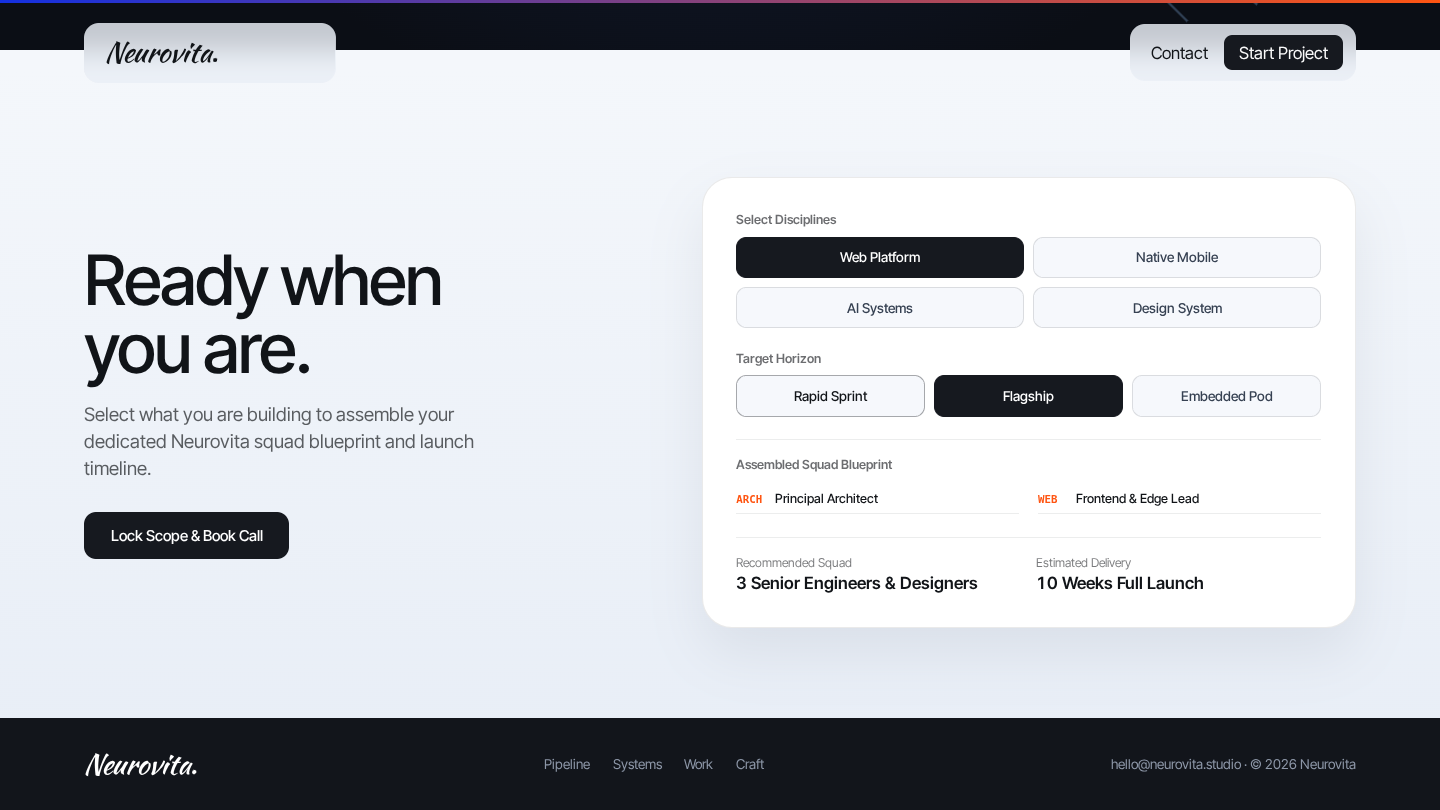 Neurovita.
Contact
Start Project
Ready when
you are.
Select what you are building to assemble your
dedicated Neurovita squad blueprint and launch
timeline.
Lock Scope & Book Call
Select Disciplines
Web Platform
Native Mobile
AI Systems
Design System
Target Horizon
Rapid Sprint
Flagship
Embedded Pod
Assembled Squad Blueprint
ARCH Principal Architect
WEB Frontend & Edge Lead
Recommended Squad
3 Senior Engineers & Designers
Estimated Delivery
10 Weeks Full Launch
Neurovita.
Pipeline
Systems
Work
Craft
hello@neurovita.studio · © 2026 Neurovita